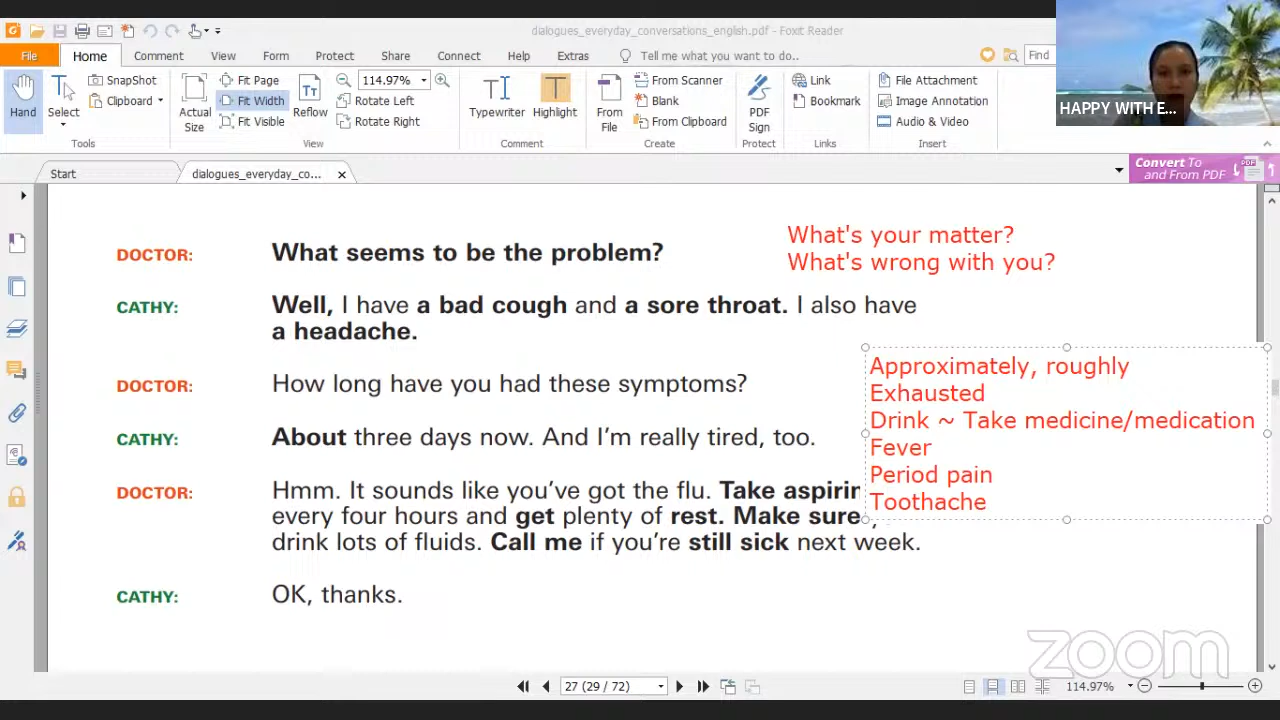 dialogues_everyday_conversations_english.pdf - Foxit Reader
File Home Comment View Form Protect Share Connect Help Extras Tell me what you want to do.. Find
HAPPY WITH E...
Hand
Select
SnapShot
Clipboard
Tools
Actual Size
Fit Page
Fit Width
Fit Visible
Reflow
114.97%
Rotate Left
Rotate Right
View
Typewriter
Highlight
Comment
From File
From Scanner
Blank
From Clipboard
Create
PDF Sign
Protect
Link
Bookmark
Links
File Attachment
Image Annotation
Audio & Video
Insert
Start
dialogues_everyday_co...
Convert To
and From PDF
PDF
DOCTOR: What seems to be the problem?
What's your matter?
What's wrong with you?
CATHY: Well, I have a bad cough and a sore throat. I also have
a headache.
DOCTOR: How long have you had these symptoms?
CATHY: About three days now. And I'm really tired, too.
DOCTOR: Hmm. It sounds like you've got the flu. Take aspirin
every four hours and get plenty of rest. Make sure
drink lots of fluids. Call me if you're still sick next week.
CATHY: OK, thanks.
Approximately, roughly
Exhausted
Drink ~ Take medicine/medication
Fever
Period pain
Toothache
zoom
27 (29 / 72)
114.97%